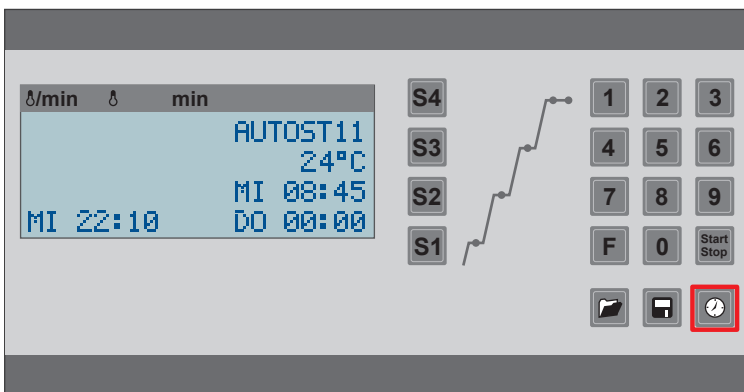 /min min
AUTOST11
24°C
MI 08:45
MI 22:10 DO 00:00
S4
S3
S2
S1
1 2 3
4 5 6
7 8 9
F 0 Start Stop